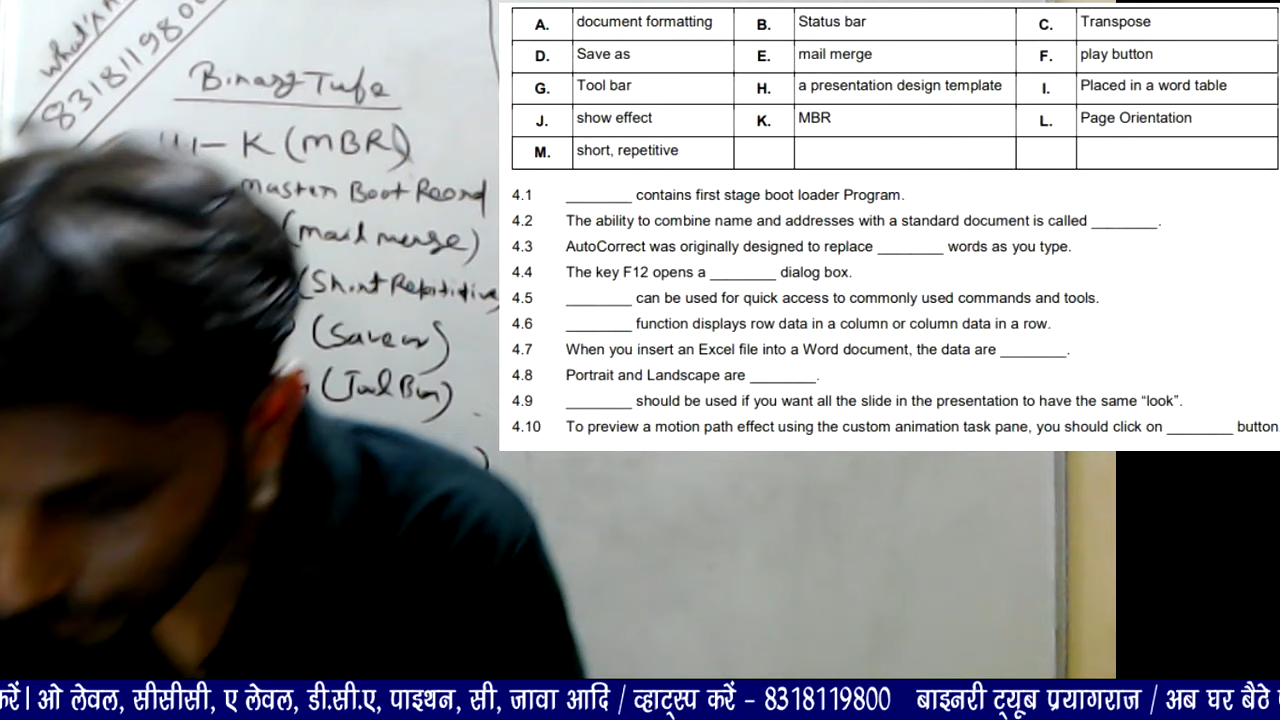 what's
8318119800
Binary Tube
K (MBR)
Master Boot Record
(mail merge)
(Short Repetitive
(Save as)
(Tool Bar)
A. document formatting B. Status bar C. Transpose
D. Save as E. mail merge F. play button
G. Tool bar H. a presentation design template I. Placed in a word table
J. show effect K. MBR L. Page Orientation
M. short, repetitive
4.1 ________ contains first stage boot loader Program.
4.2 The ability to combine name and addresses with a standard document is called ________.
4.3 AutoCorrect was originally designed to replace ________ words as you type.
4.4 The key F12 opens a ________ dialog box.
4.5 ________ can be used for quick access to commonly used commands and tools.
4.6 ________ function displays row data in a column or column data in a row.
4.7 When you insert an Excel file into a Word document, the data are ________.
4.8 Portrait and Landscape are ________.
4.9 ________ should be used if you want all the slide in the presentation to have the same “look”.
4.10 To preview a motion path effect using the custom animation task pane, you should click on ________ button
करें। ओ लेवल, सीसीसी, ए लेवल, डी.सी.ए, पाइथन, सी, जावा आदि / व्हाट्स्प करें - 8318119800 बाइनरी ट्यूब प्रयागराज / अब घर बैठे